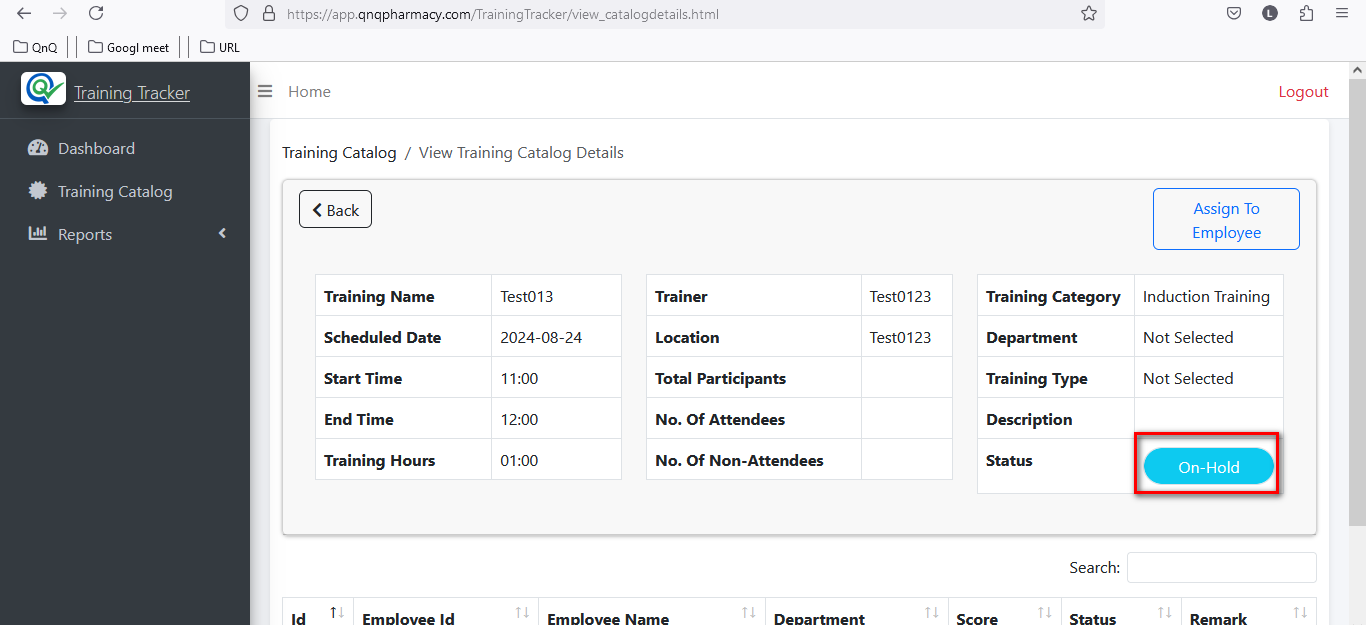 https://app.qnqpharmacy.com/TrainingTracker/view_catalogdetails.html
L
QnQ
Googl meet
URL
Training Tracker
Home
Logout
Dashboard
Training Catalog
Reports
Training Catalog / View Training Catalog Details
Back
Assign To
Employee
Training Name Test013
Scheduled Date 2024-08-24
Start Time 11:00
End Time 12:00
Training Hours 01:00
Trainer Test0123
Location Test0123
Total Participants
No. Of Attendees
No. Of Non-Attendees
Training Category Induction Training
Department Not Selected
Training Type Not Selected
Description
Status On-Hold
Search:
Id Employee Id Employee Name Department Score Status Remark